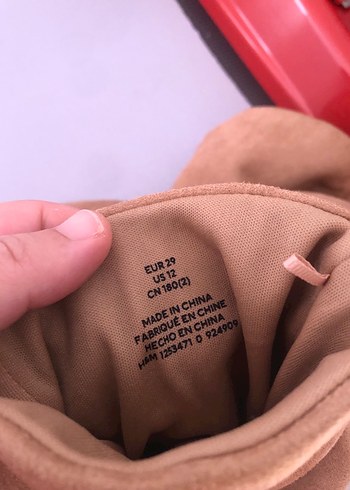 EUR 29
US 12
CN 180(2)
MADE IN CHINA
FABRIQUÉ EN CHINE
HECHO EN CHINA
H&M 1253471 0 924909